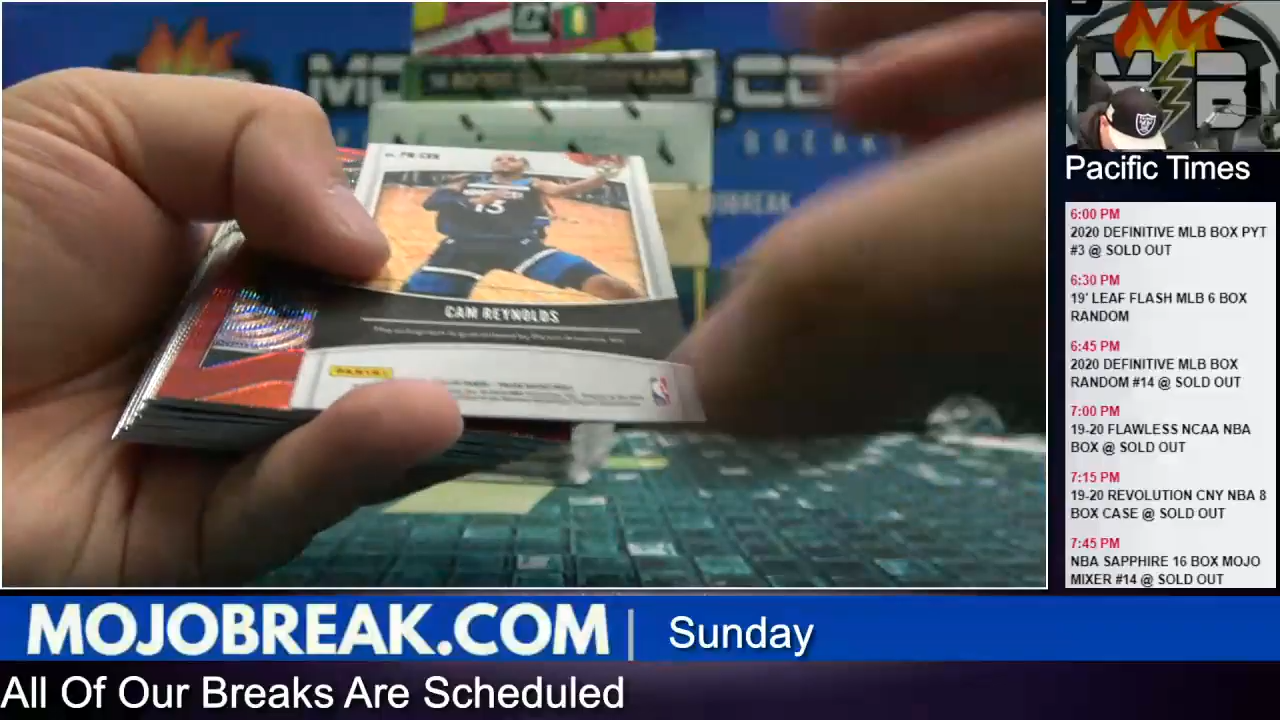 Pacific Times
6:00 PM
2020 DEFINITIVE MLB BOX PYT
#3 @ SOLD OUT
6:30 PM
19' LEAF FLASH MLB 6 BOX
RANDOM
6:45 PM
2020 DEFINITIVE MLB BOX
RANDOM #14 @ SOLD OUT
7:00 PM
19-20 FLAWLESS NCAA NBA
BOX @ SOLD OUT
7:15 PM
19-20 REVOLUTION CNY NBA 8
BOX CASE @ SOLD OUT
7:45 PM
NBA SAPPHIRE 16 BOX MOJO
MIXER #14 @ SOLD OUT
13
CAM REYNOLDS
PANINI
BREAK
MOJOBREAK.COM | Sunday
All Of Our Breaks Are Scheduled